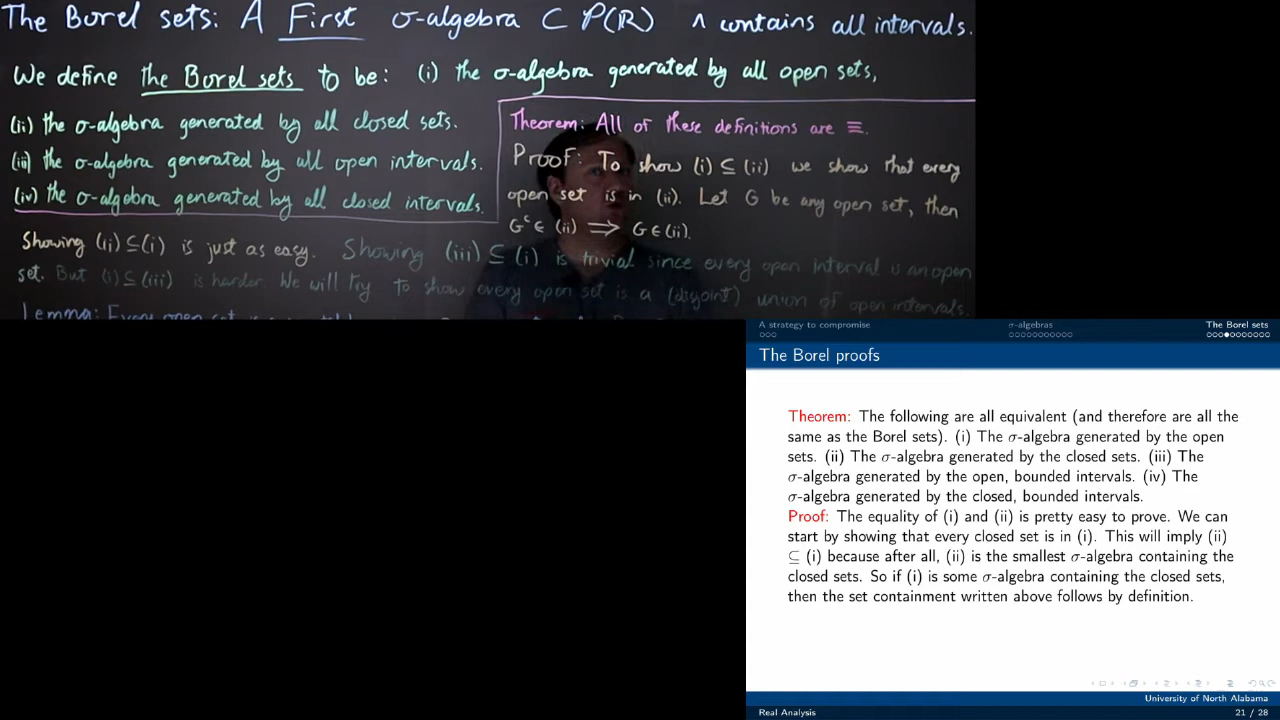 The Borel sets: A First σ-algebra ⊂ P(ℝ) ∧ contains all intervals.
We define the Borel sets to be: (i) the σ-algebra generated by all open sets,
(ii) the σ-algebra generated by all closed sets.
(iii) the σ-algebra generated by all open intervals.
(iv) the σ-algebra generated by all closed intervals.
Theorem: All of these definitions are ≡.
Proof: To show (i) ⊆ (ii) we show that every
open set is in (ii). Let G be any open set, then
Gᶜ ∈ (ii) ⟹ G ∈ (ii).
Showing (ii) ⊆ (i) is just as easy. Showing (iii) ⊆ (i) is trivial since every open interval is an open
set. But (i) ⊆ (iii) is harder. We will try to show every open set is a (disjoint) union of open intervals.
Lemma: Every open set is
A strategy to compromise
σ-algebras
The Borel sets
The Borel proofs
Theorem: The following are all equivalent (and therefore are all the
same as the Borel sets). (i) The σ-algebra generated by the open
sets. (ii) The σ-algebra generated by the closed sets. (iii) The
σ-algebra generated by the open, bounded intervals. (iv) The
σ-algebra generated by the closed, bounded intervals.
Proof: The equality of (i) and (ii) is pretty easy to prove. We can
start by showing that every closed set is in (i). This will imply (ii)
⊆ (i) because after all, (ii) is the smallest σ-algebra containing the
closed sets. So if (i) is some σ-algebra containing the closed sets,
then the set containment written above follows by definition.
University of North Alabama
Real Analysis
21 / 28